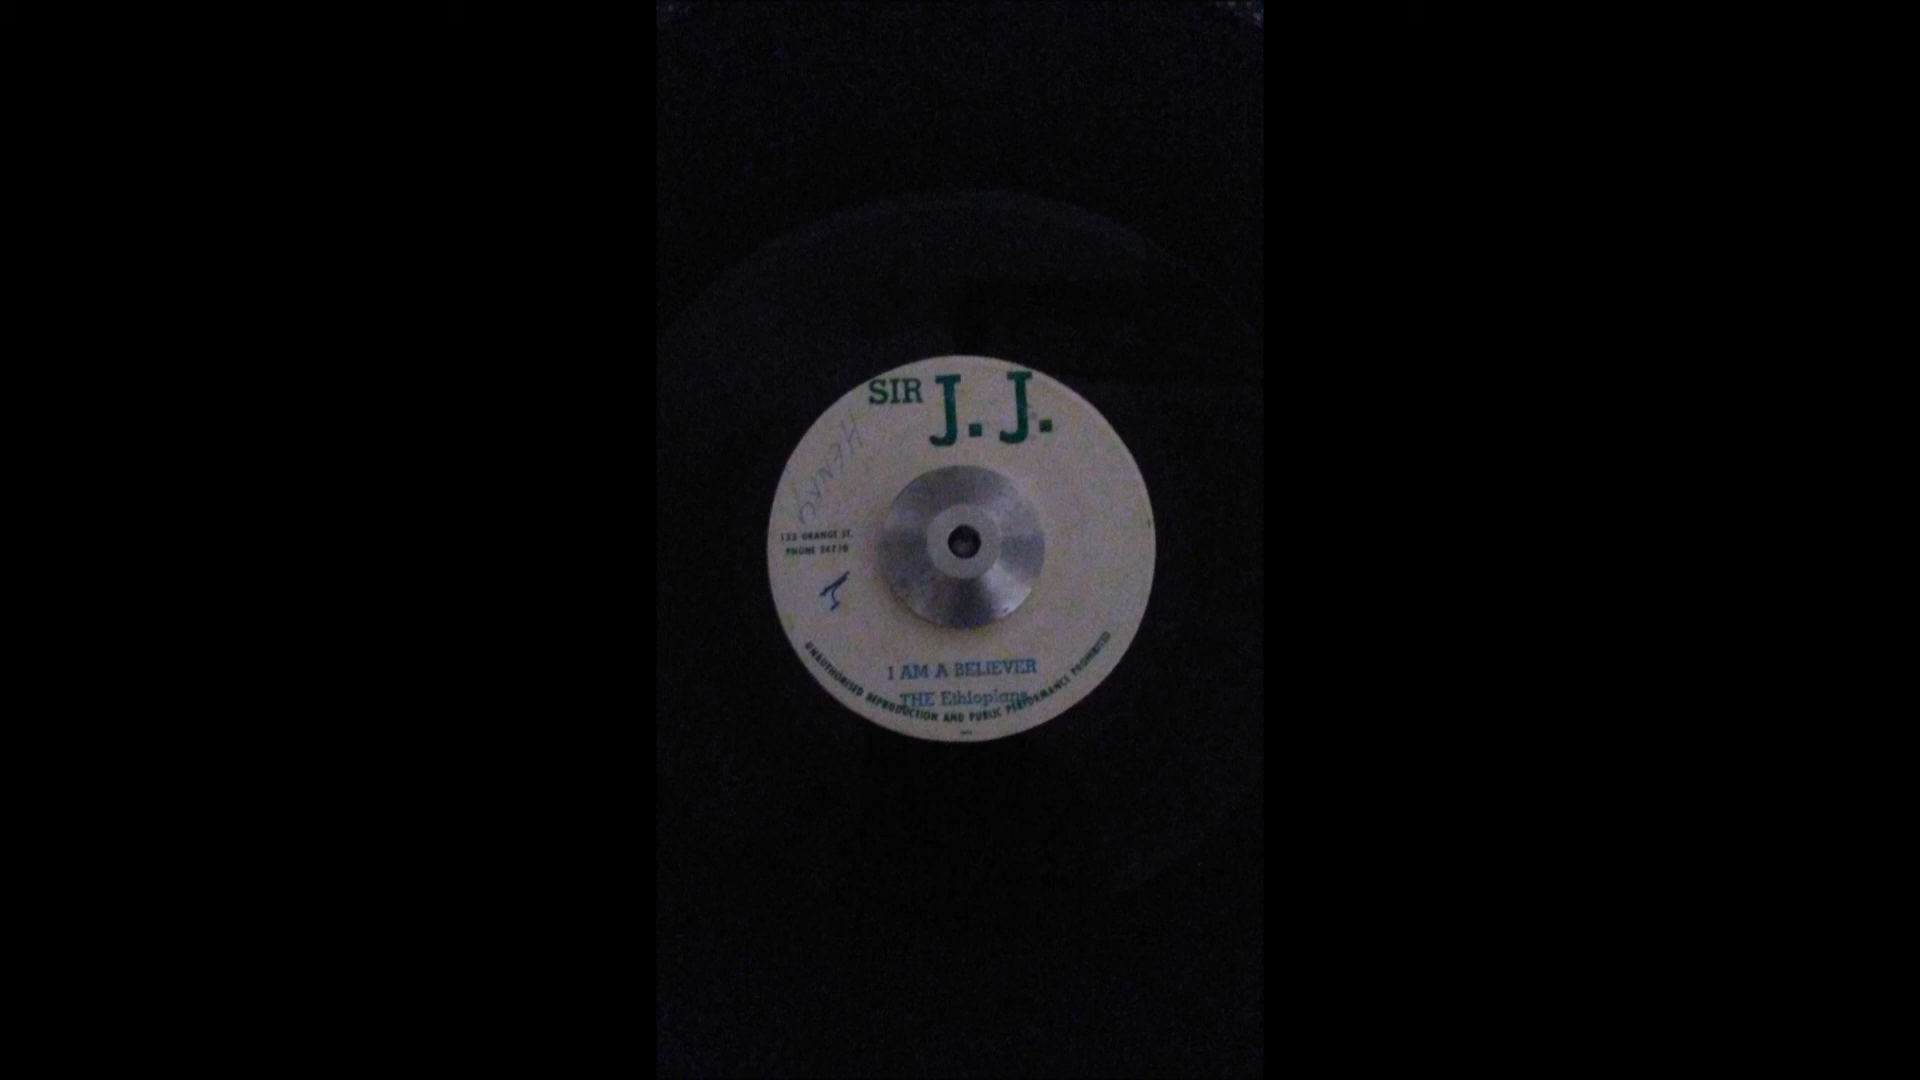 SIR J. J.
133 ORANGE ST.
PHONE
I AM A BELIEVER
THE Ethiopians
UNAUTHORISED REPRODUCTION AND PUBLIC PERFORMANCE PROHIBITED